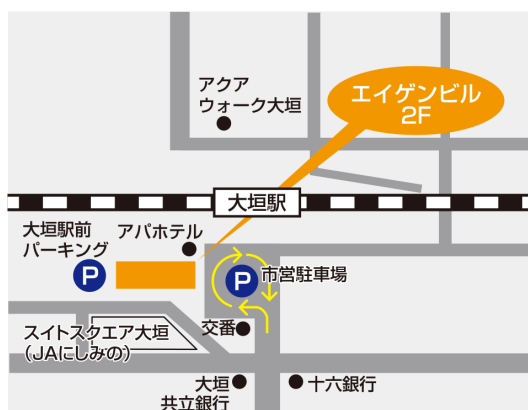 アクア
ウォーク大垣
エイゲンビル
2F
大垣駅
大垣駅前
パーキング
アパホテル
P
P
市営駐車場
スイトスクエア大垣
(JAにしみの)
交番
大垣
共立銀行
十六銀行